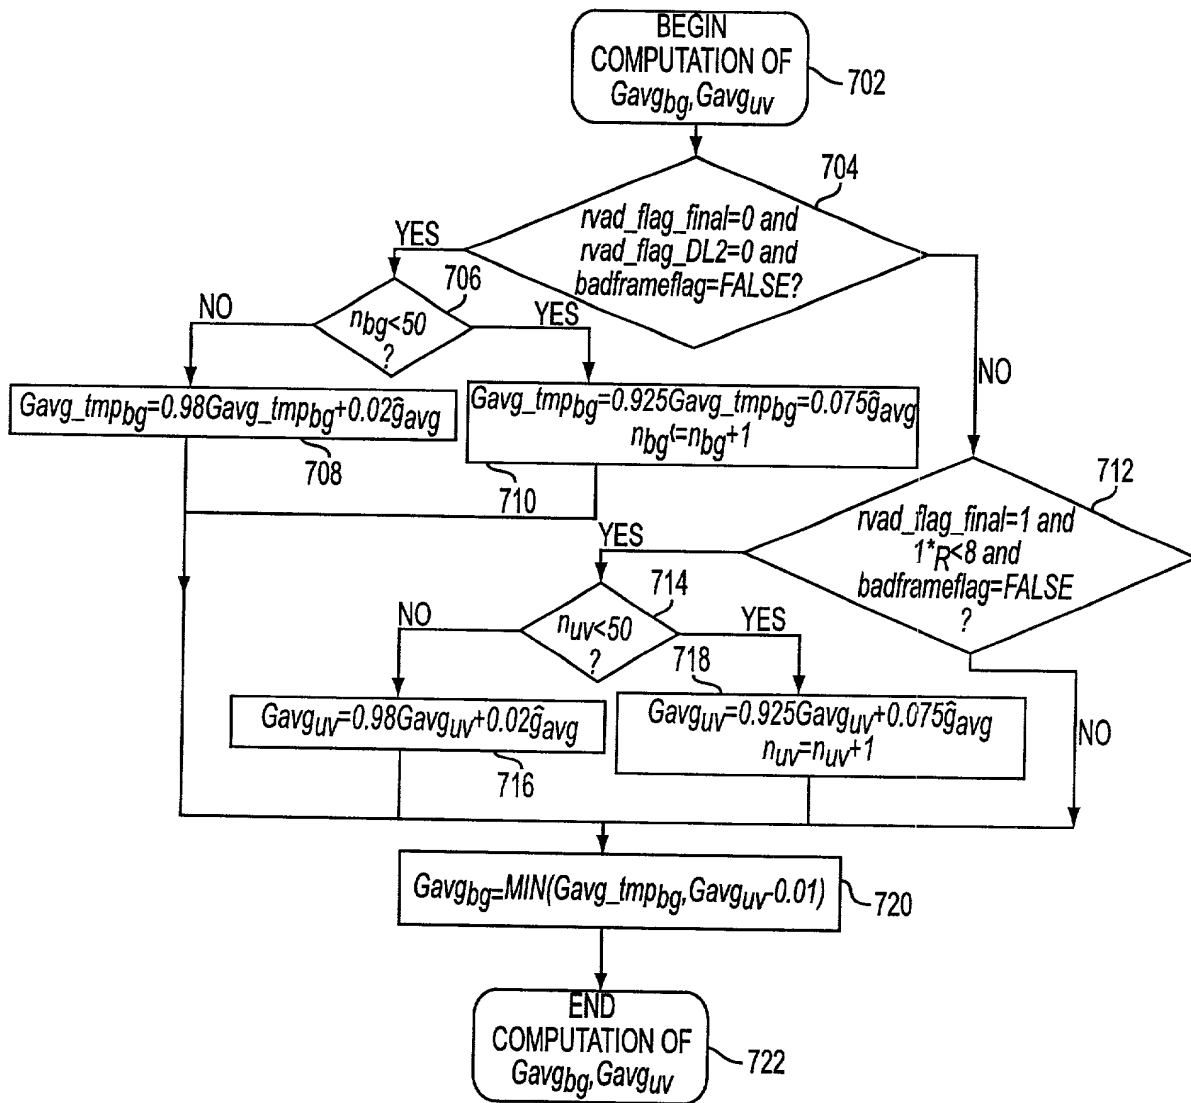 BEGIN
COMPUTATION OF
Gavgbg,Gavguv
702
704
rvad_flag_final=0 and
rvad_flag_DL2=0 and
badframeflag=FALSE?
YES
706
NO
nbg<50
?
YES
NO
Gavg_tmpbg=0.98Gavg_tmpbg+0.02ĝavg
708
Gavg_tmpbg=0.925Gavg_tmpbg=0.075ĝavg
nbg=nbg+1
710
712
rvad_flag_final=1 and
1*R<8 and
badframeflag=FALSE
?
YES
714
NO
nuv<50
?
YES
718
NO
Gavguv=0.98Gavguv+0.02ĝavg
716
Gavguv=0.925Gavguv+0.075ĝavg
nuv=nuv+1
Gavgbg=MIN(Gavg_tmpbg,Gavguv-0.01)
720
END
COMPUTATION OF
Gavgbg,Gavguv
722